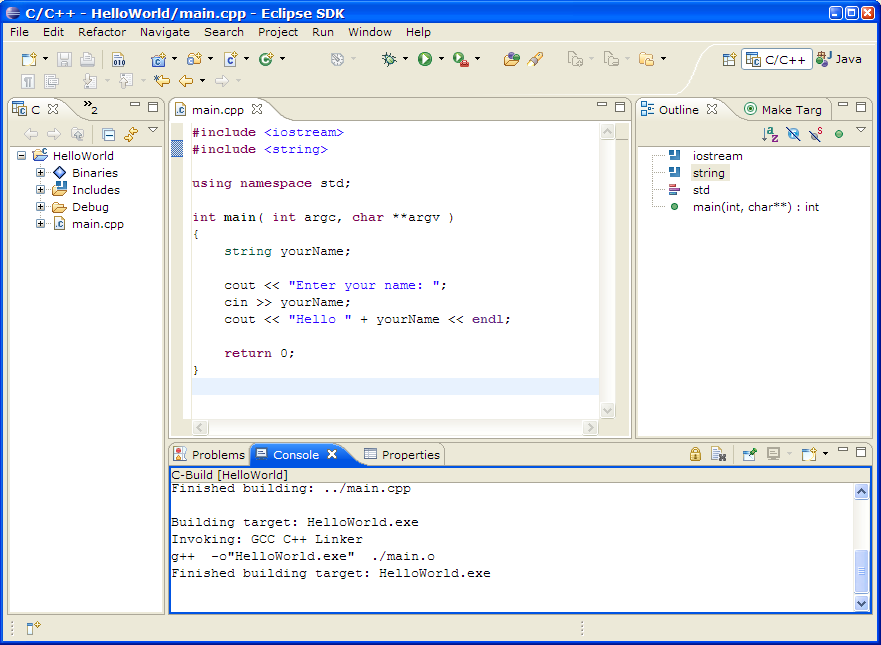 C/C++ - HelloWorld/main.cpp - Eclipse SDK
File Edit Refactor Navigate Search Project Run Window Help
010
C/C++ Java
C »2
main.cpp
Outline Make Targ
HelloWorld
Binaries
Includes
Debug
main.cpp
#include <iostream>
#include <string>
using namespace std;
int main( int argc, char **argv )
{
string yourName;
cout << "Enter your name: ";
cin >> yourName;
cout << "Hello " + yourName << endl;
return 0;
}
iostream
string
std
main(int, char**) : int
Problems Console Properties
C-Build [HelloWorld]
Finished building: ../main.cpp
Building target: HelloWorld.exe
Invoking: GCC C++ Linker
g++ -o"HelloWorld.exe" ./main.o
Finished building target: HelloWorld.exe